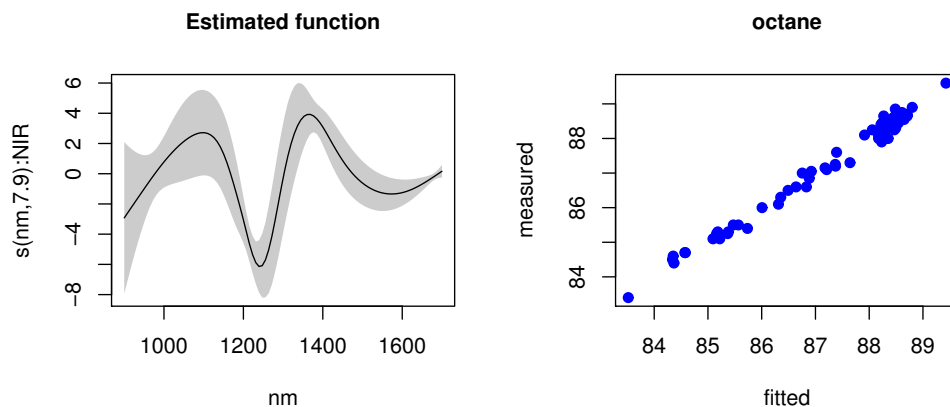 Estimated function
s(nm,7.9):NIR
6
4
2
0
−4
−8
1000 1200 1400 1600
nm
octane
measured
88
86
84
84 85 86 87 88 89
fitted